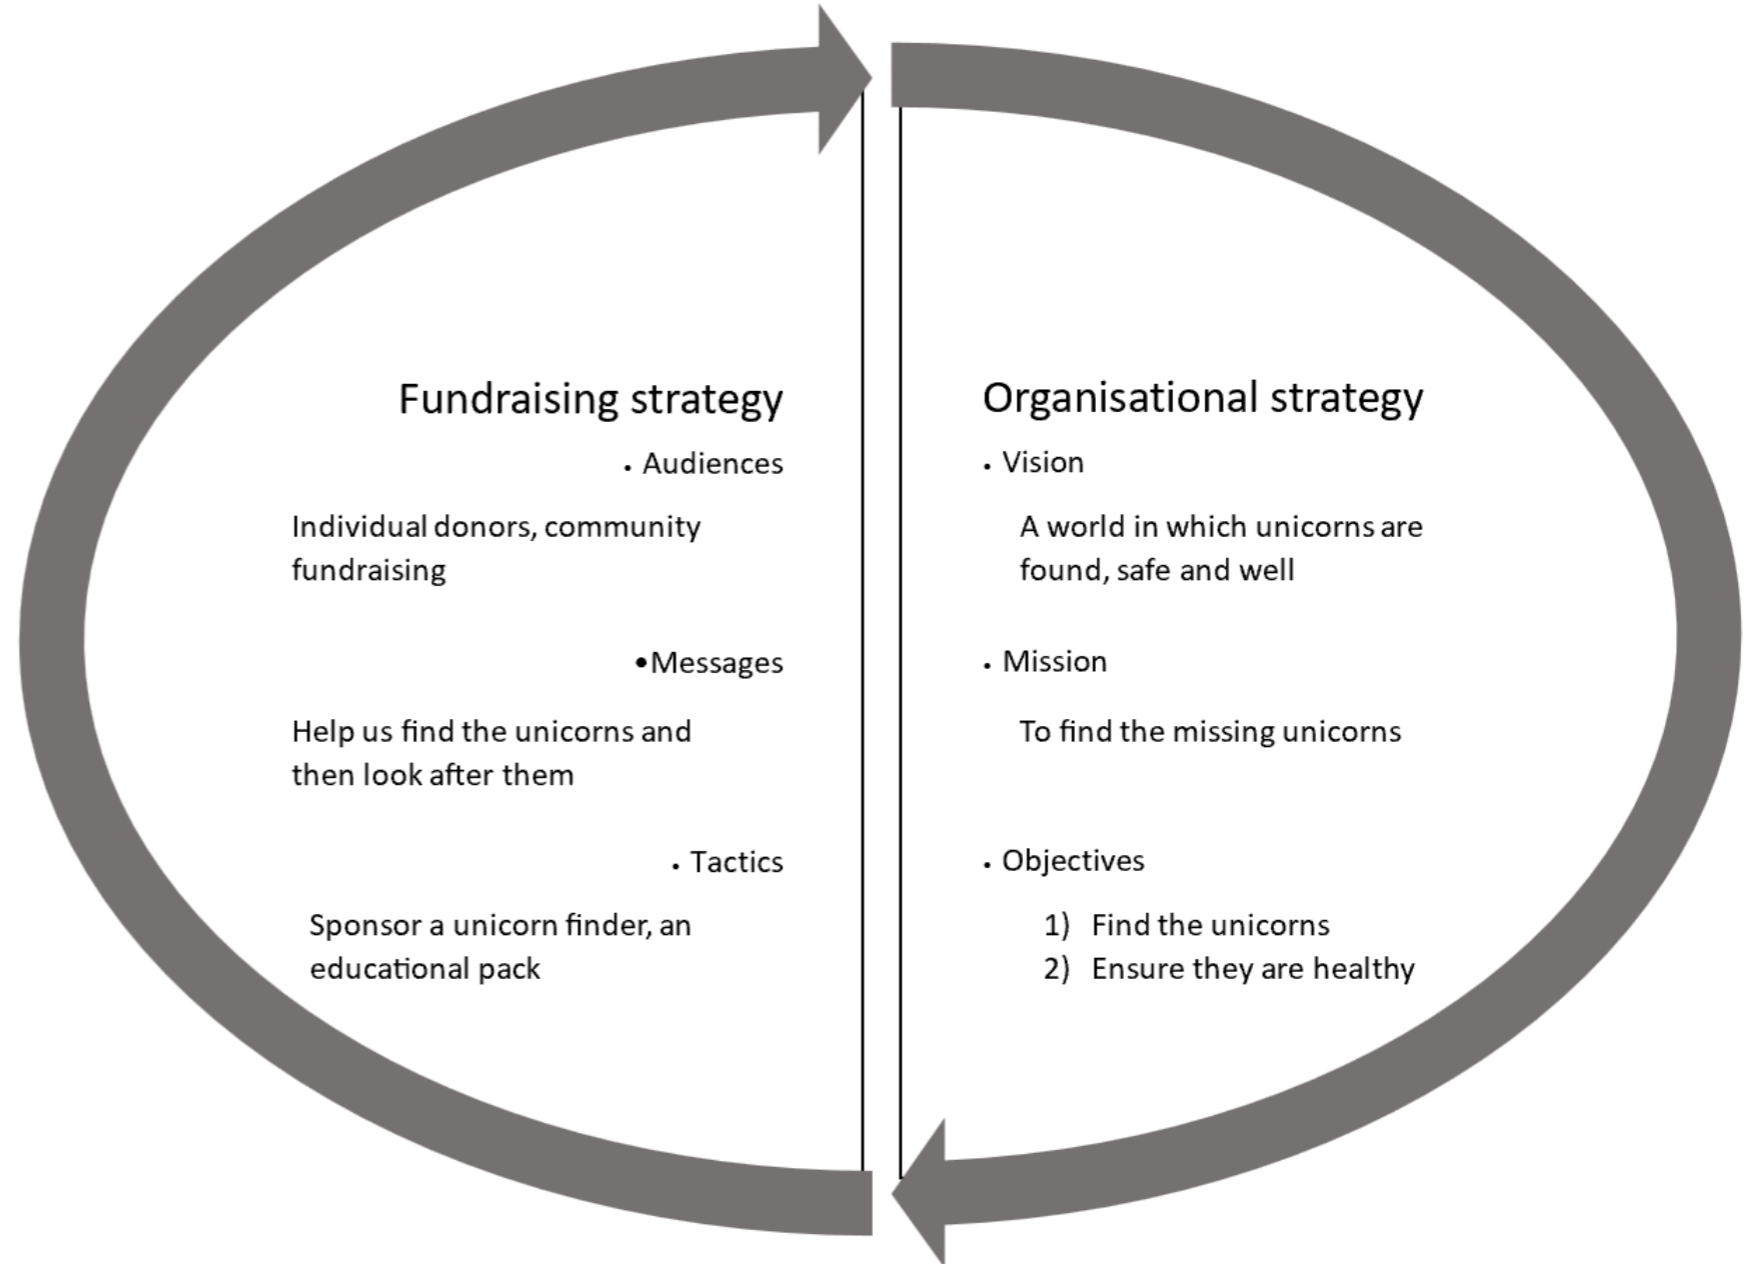 Fundraising strategy
• Audiences
Individual donors, community
fundraising
•Messages
Help us find the unicorns and
then look after them
• Tactics
Sponsor a unicorn finder, an
educational pack
Organisational strategy
• Vision
A world in which unicorns are
found, safe and well
• Mission
To find the missing unicorns
• Objectives
1) Find the unicorns
2) Ensure they are healthy